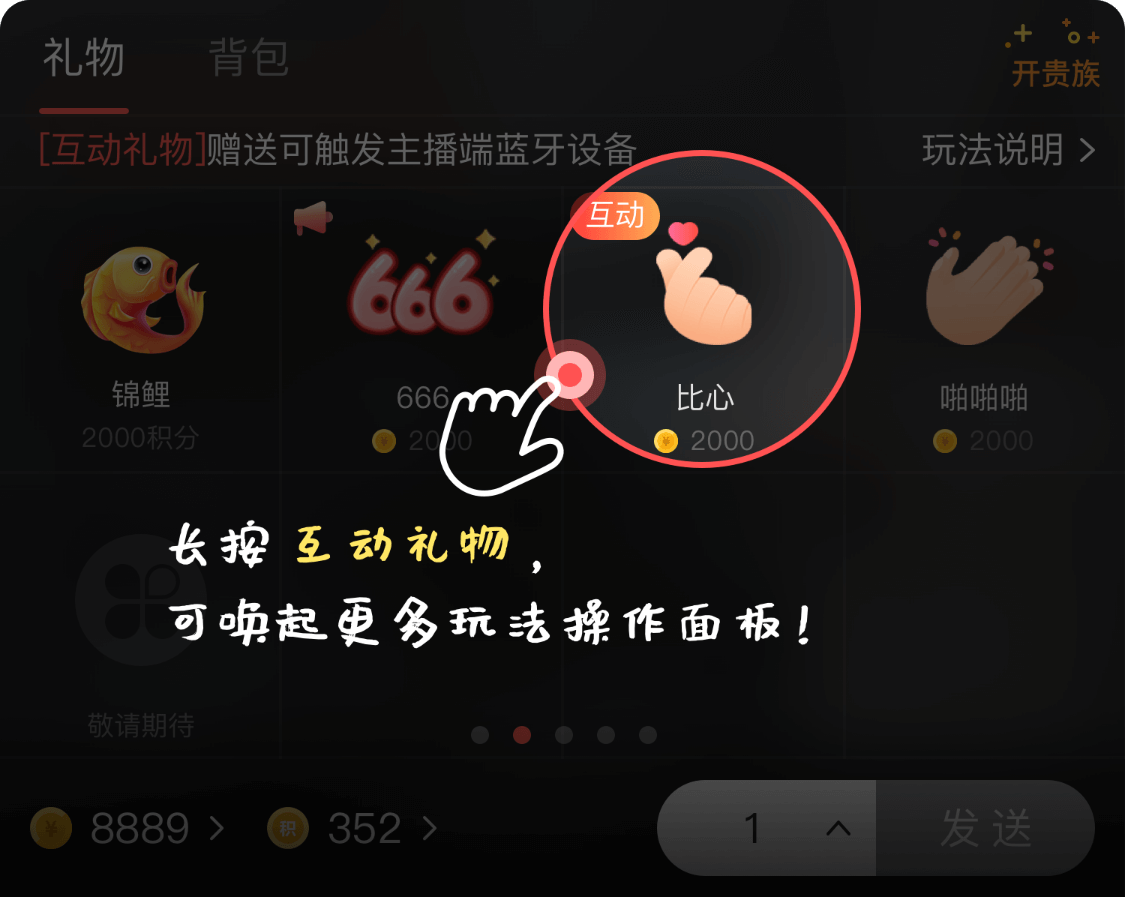 礼物
背包
开贵族
[互动礼物]赠送可触发主播端蓝牙设备
玩法说明 >
互动
666
锦鲤
666
比心
啪啪啪
2000积分
2000
2000
2000
长按 互动礼物，
可唤起更多玩法操作面板！
敬请期待
¥ 8889 >
积 352 >
1
发送